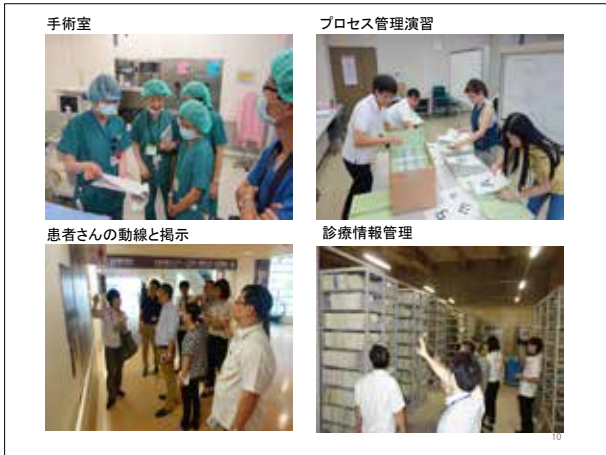 手術室
プロセス管理演習
患者さんの動線と掲示
診療情報管理
10